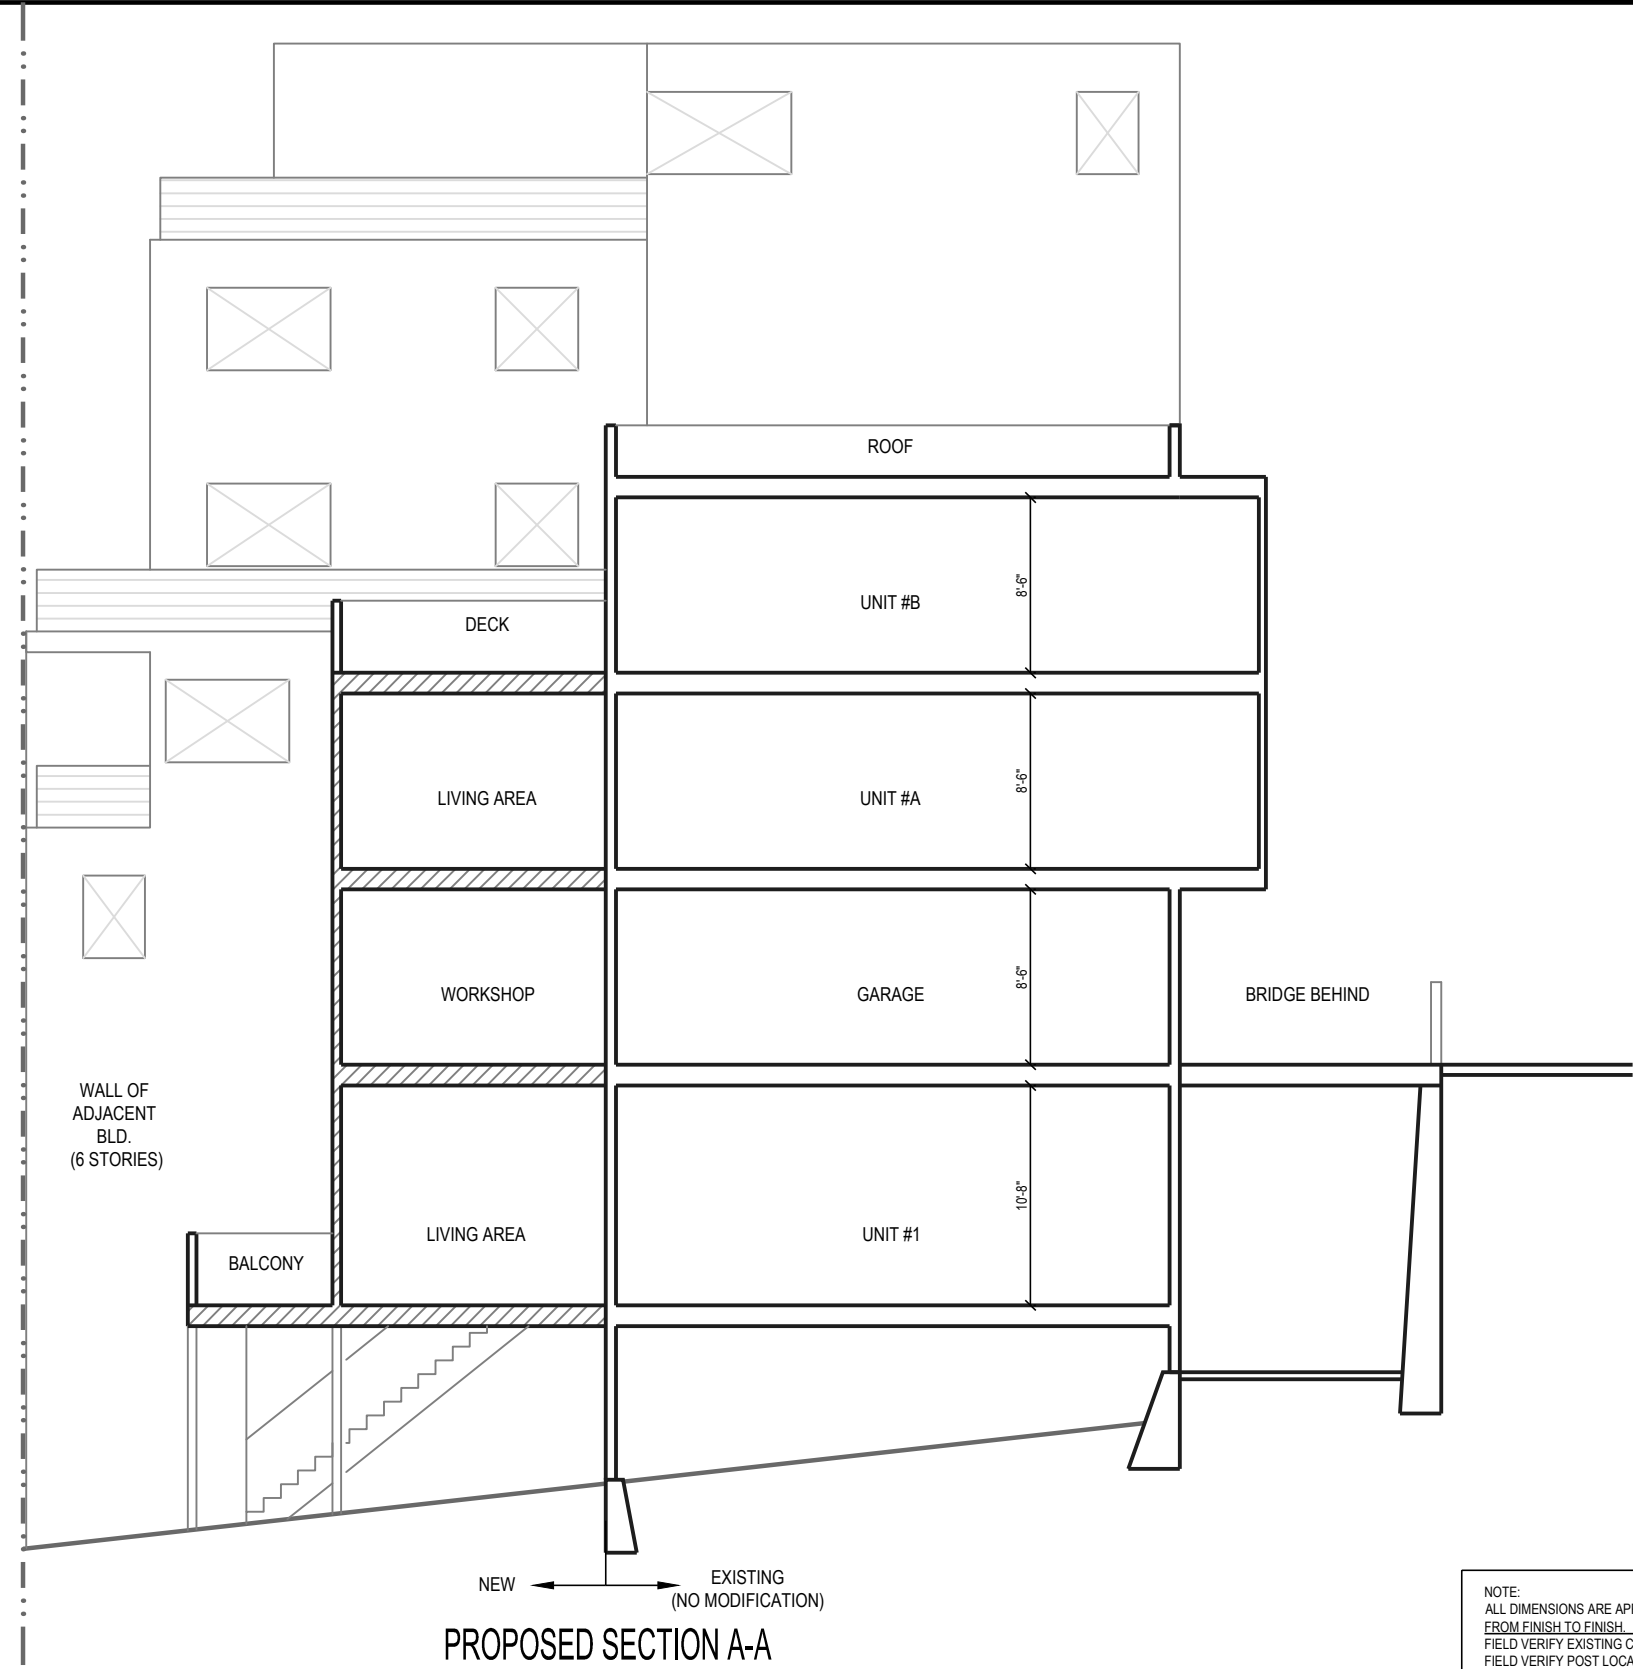 ROOF
UNIT #B
8'-6"
DECK
LIVING AREA
UNIT #A
8'-6"
WORKSHOP
GARAGE
8'-6"
BRIDGE BEHIND
WALL OF
ADJACENT
BLD.
(6 STORIES)
LIVING AREA
UNIT #1
10'-8"
BALCONY
NEW
EXISTING
(NO MODIFICATION)
PROPOSED SECTION A-A
NOTE:
ALL DIMENSIONS ARE
FROM FINISH TO FINISH.
FIELD VERIFY EXISTING
FIELD VERIFY POST